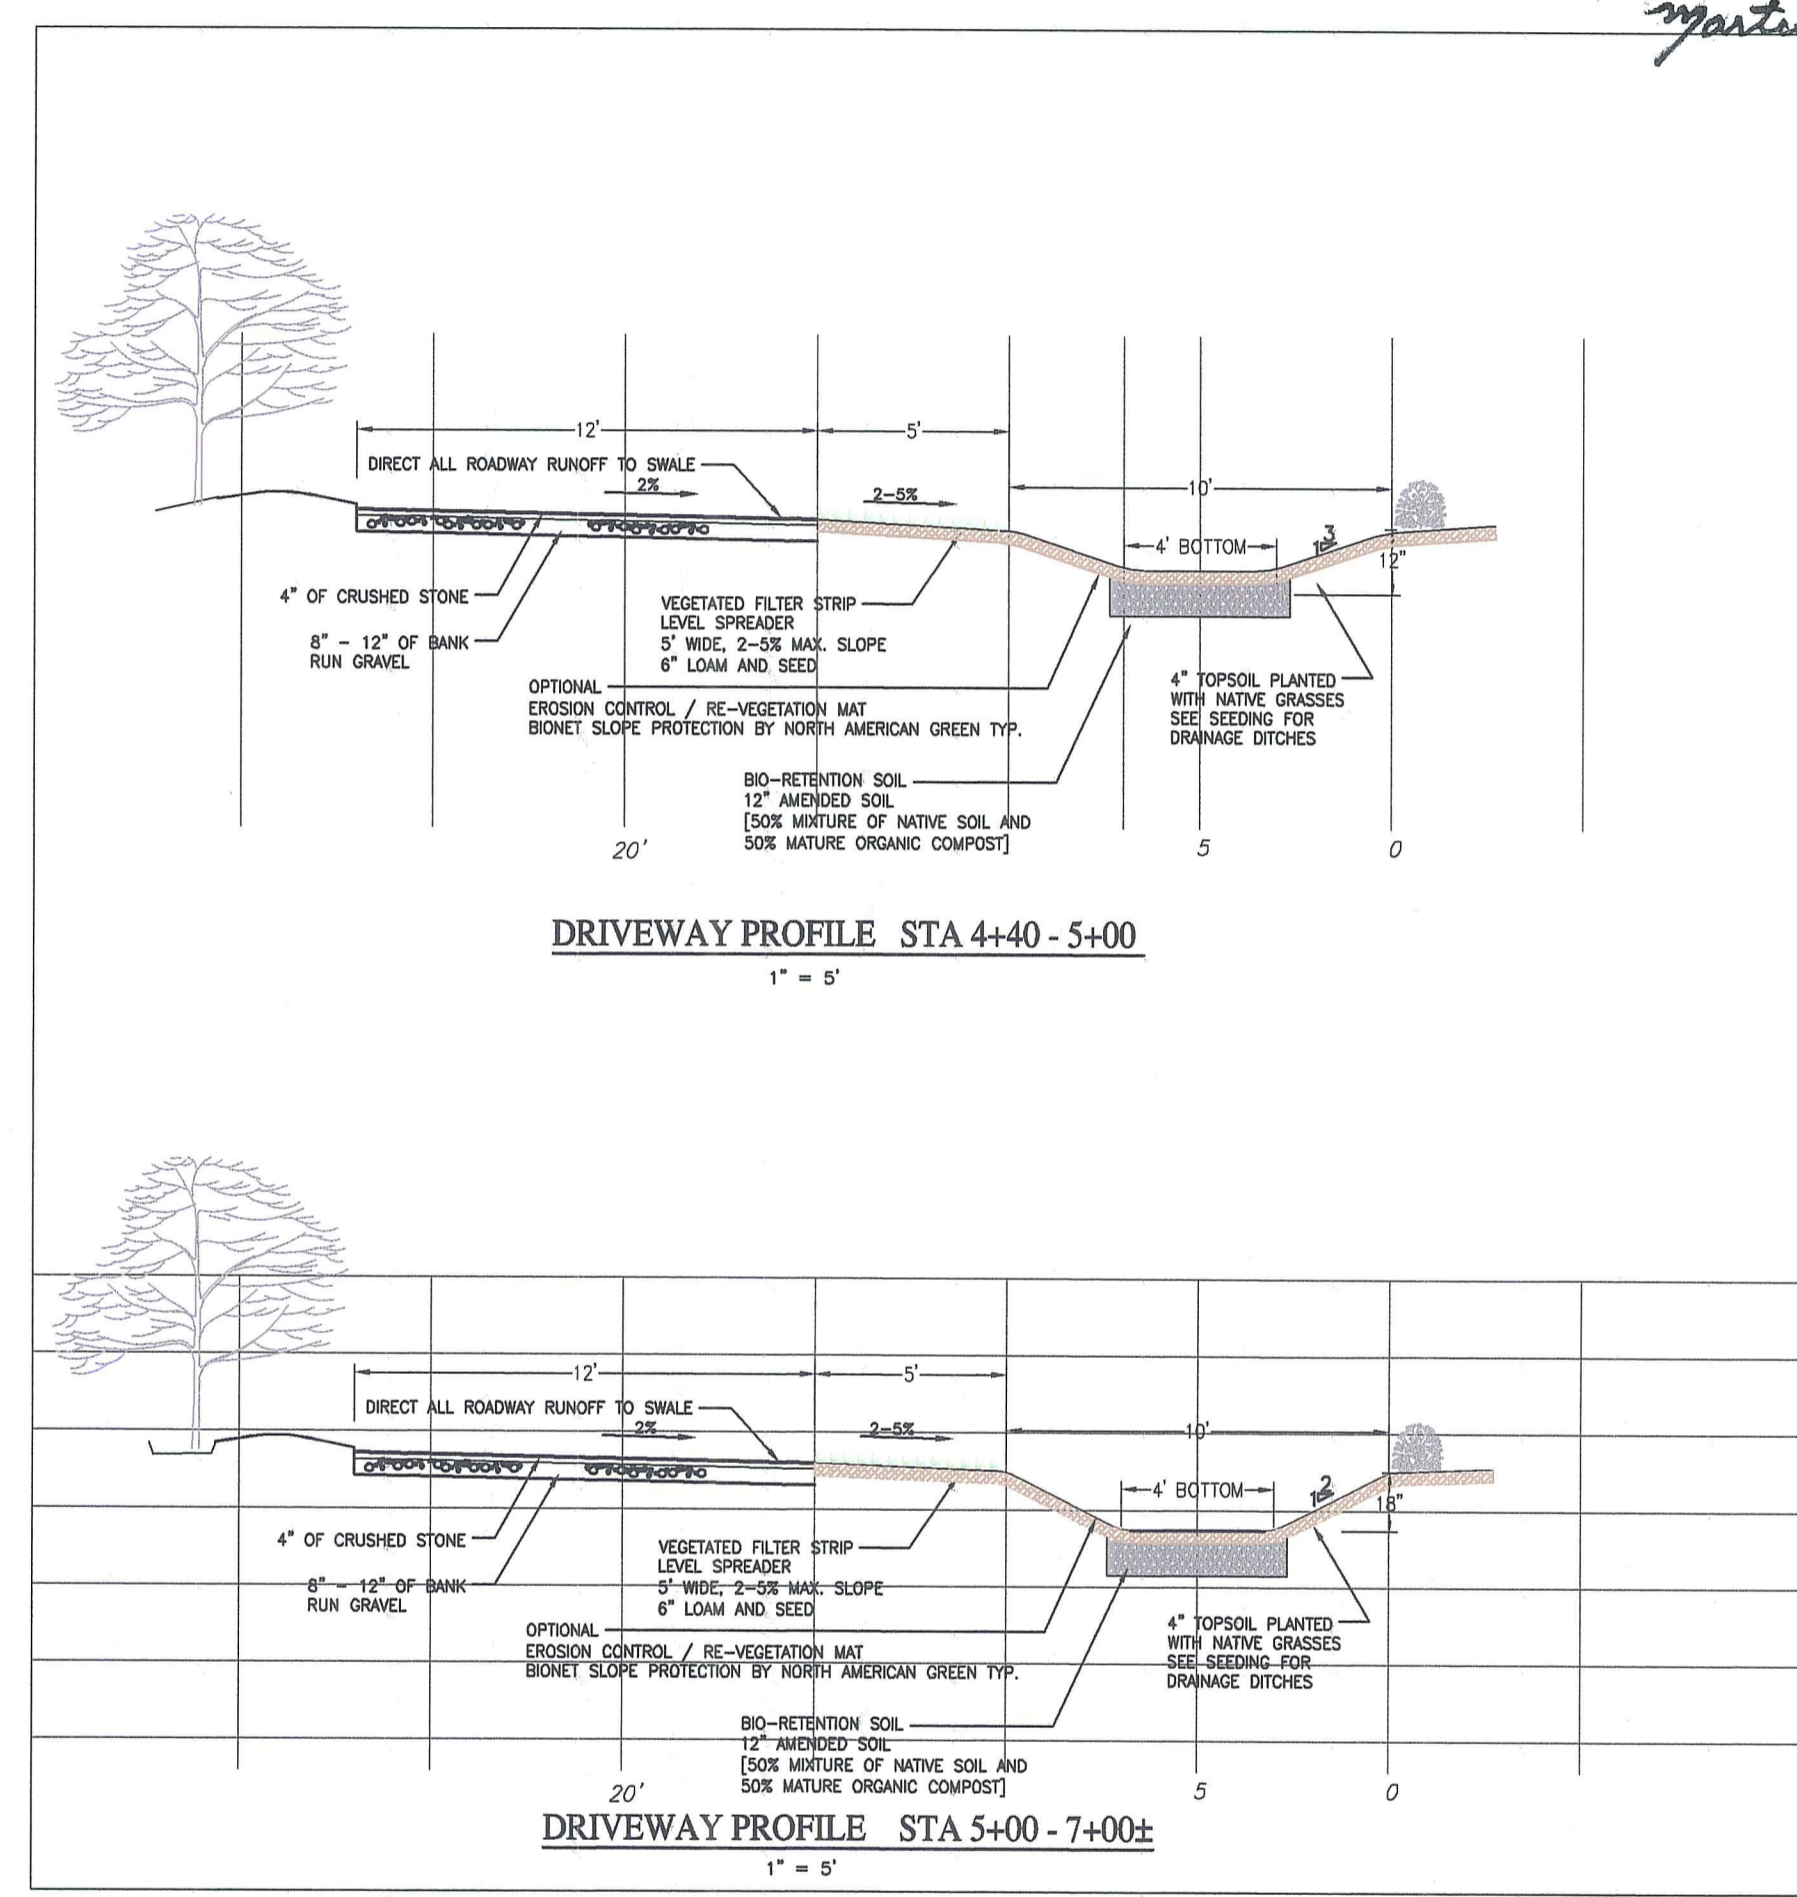 12'
5'
DIRECT ALL ROADWAY RUNOFF TO SWALE
2%
2-5%
10'
4' BOTTOM
1 3
12"
4" OF CRUSHED STONE
8" - 12" OF BANK
RUN GRAVEL
VEGETATED FILTER STRIP
LEVEL SPREADER
5' WIDE, 2-5% MAX. SLOPE
6" LOAM AND SEED
OPTIONAL
EROSION CONTROL / RE-VEGETATION MAT
BIONET SLOPE PROTECTION BY NORTH AMERICAN GREEN TYP.
4" TOPSOIL PLANTED
WITH NATIVE GRASSES
SEE SEEDING FOR
DRAINAGE DITCHES
BIO-RETENTION SOIL
12" AMENDED SOIL
[50% MIXTURE OF NATIVE SOIL AND
50% MATURE ORGANIC COMPOST]
20' 5 0
DRIVEWAY PROFILE STA 4+40 - 5+00
1" = 5'
12'
5'
DIRECT ALL ROADWAY RUNOFF TO SWALE
2%
2-5%
10'
4' BOTTOM
1 2
18"
4" OF CRUSHED STONE
8" - 12" OF BANK
RUN GRAVEL
VEGETATED FILTER STRIP
LEVEL SPREADER
5' WIDE, 2-5% MAX. SLOPE
6" LOAM AND SEED
OPTIONAL
EROSION CONTROL / RE-VEGETATION MAT
BIONET SLOPE PROTECTION BY NORTH AMERICAN GREEN TYP.
4" TOPSOIL PLANTED
WITH NATIVE GRASSES
SEE SEEDING FOR
DRAINAGE DITCHES
BIO-RETENTION SOIL
12" AMENDED SOIL
[50% MIXTURE OF NATIVE SOIL AND
50% MATURE ORGANIC COMPOST]
20' 5 0
DRIVEWAY PROFILE STA 5+00 - 7+00±
1" = 5'